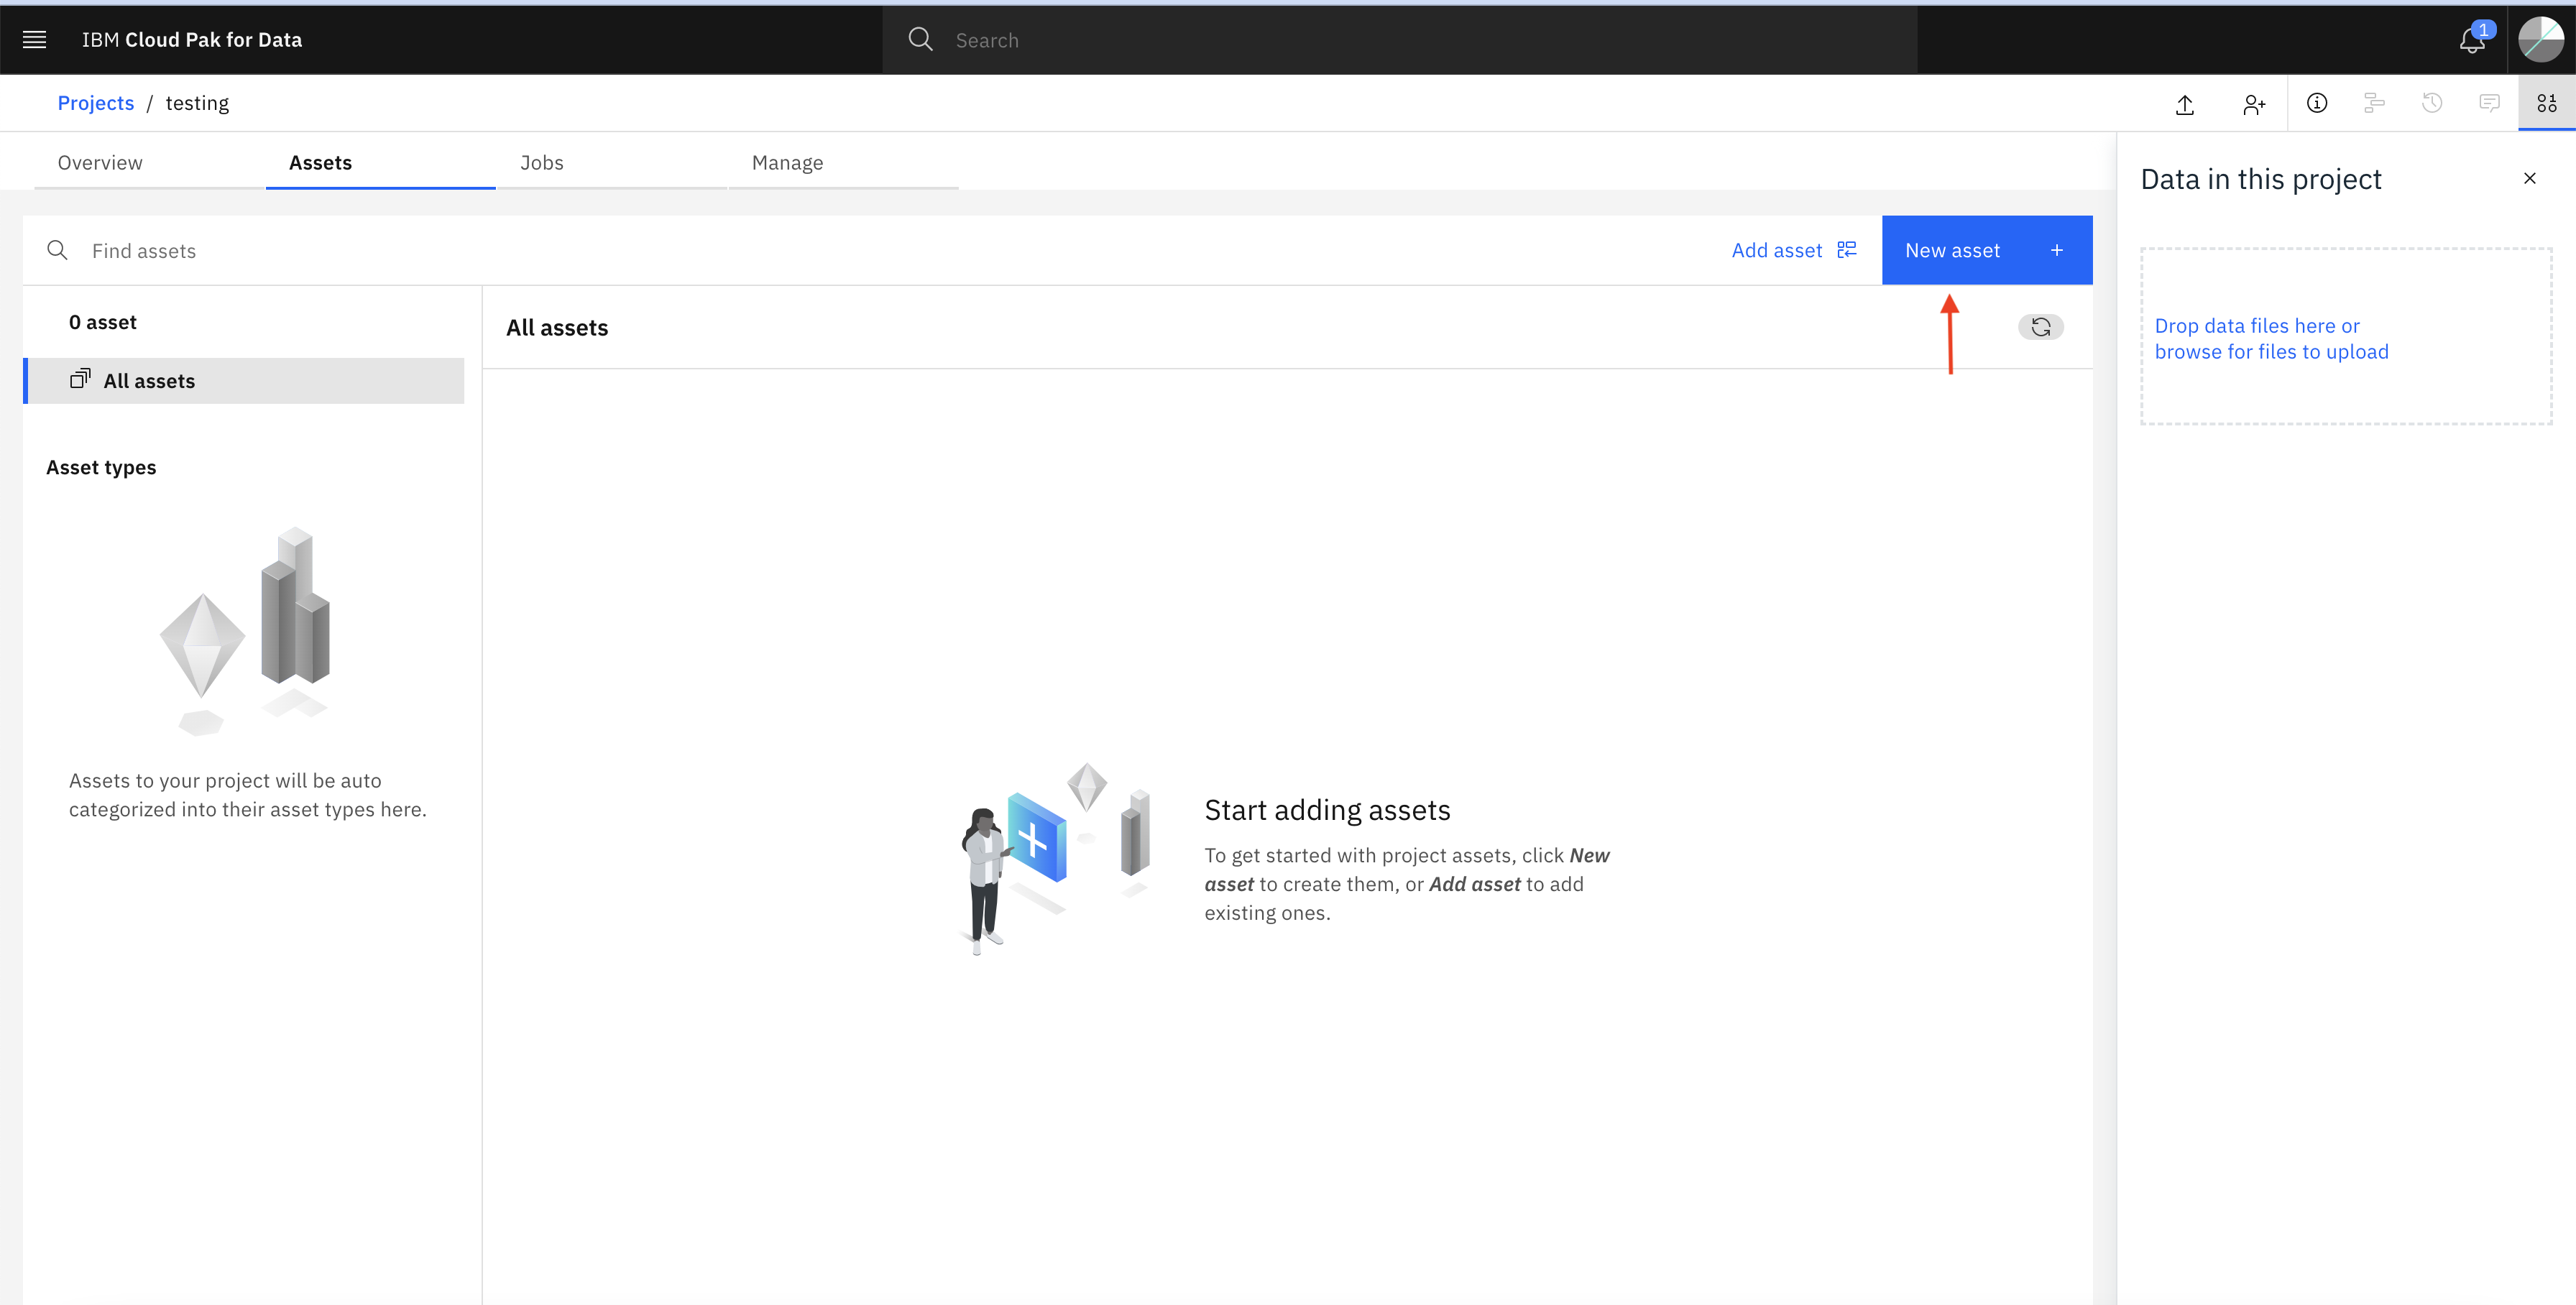 IBM Cloud Pak for Data
Search
1
Projects / testing
Overview
Assets
Jobs
Manage
Data in this project
Find assets
Add asset
New asset
0 asset
All assets
All assets
Drop data files here or
browse for files to upload
Asset types
Assets to your project will be auto
categorized into their asset types here.
Start adding assets
To get started with project assets, click New
asset to create them, or Add asset to add
existing ones.